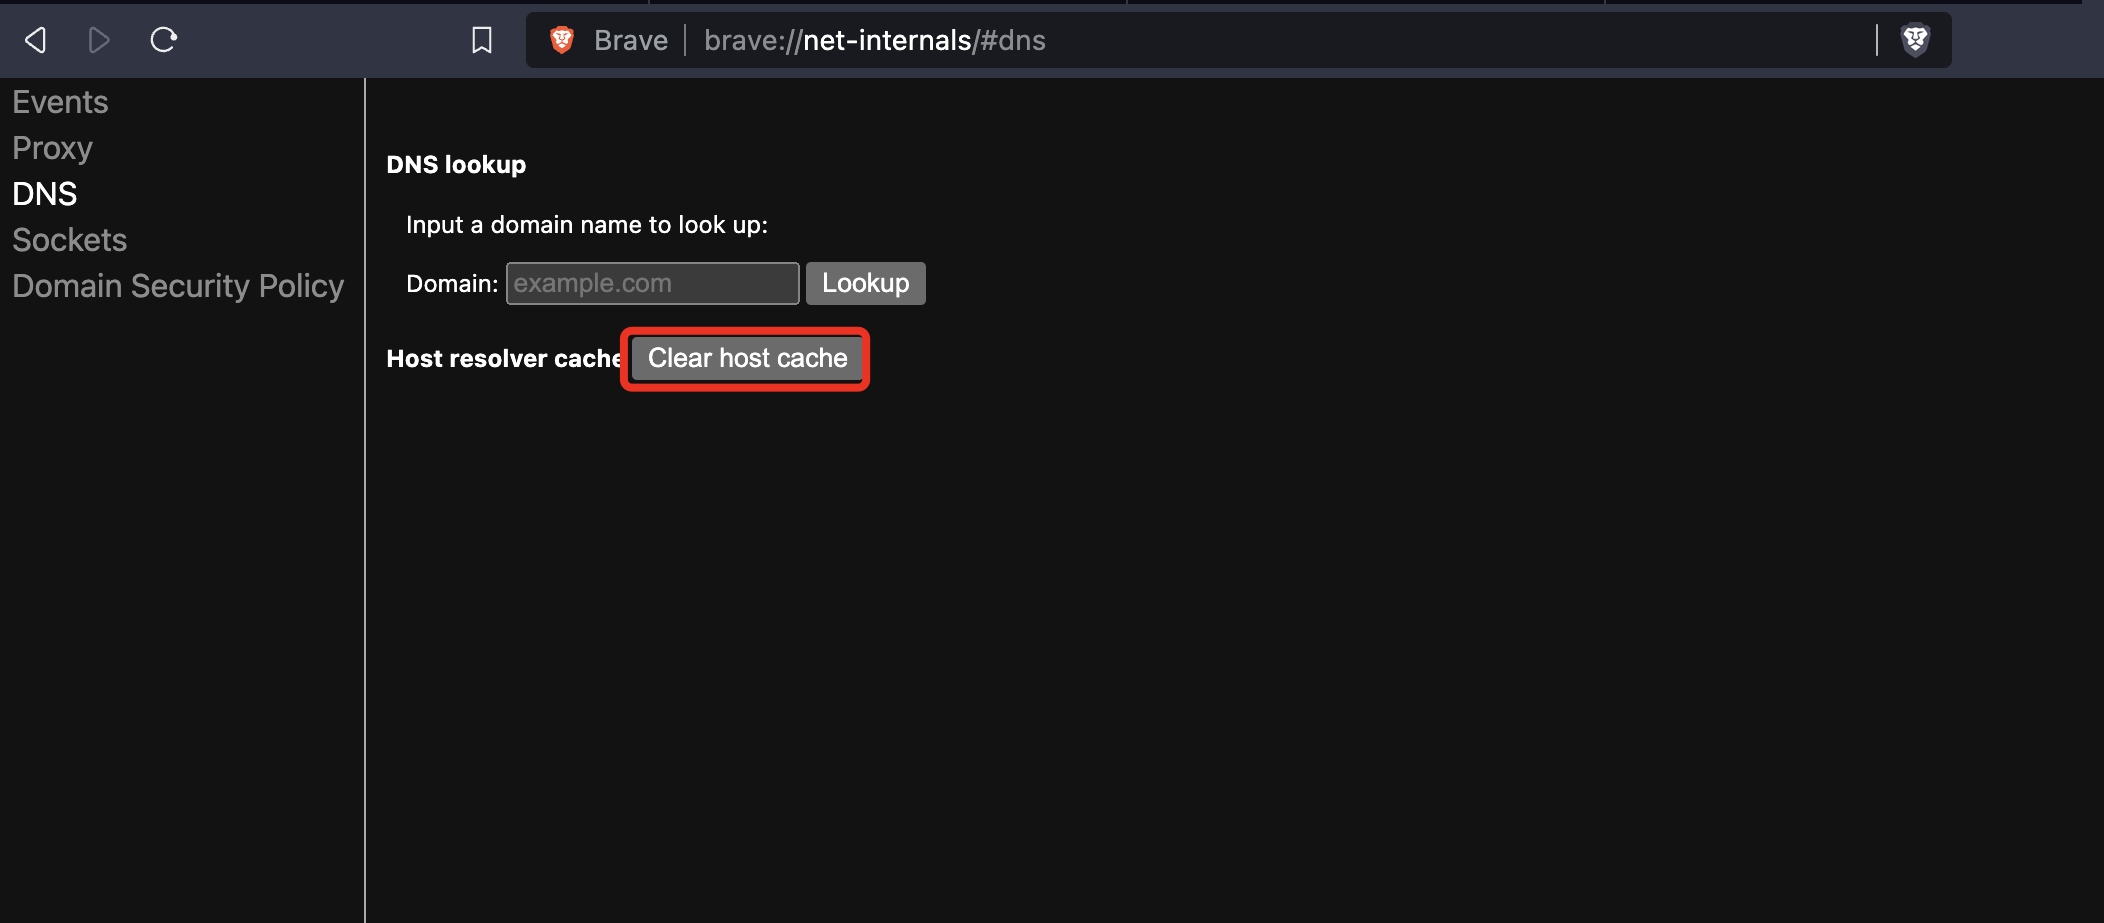 Brave brave://net-internals/#dns
Events
Proxy
DNS
Sockets
Domain Security Policy
DNS lookup
Input a domain name to look up:
Domain: example.com Lookup
Host resolver cache Clear host cache